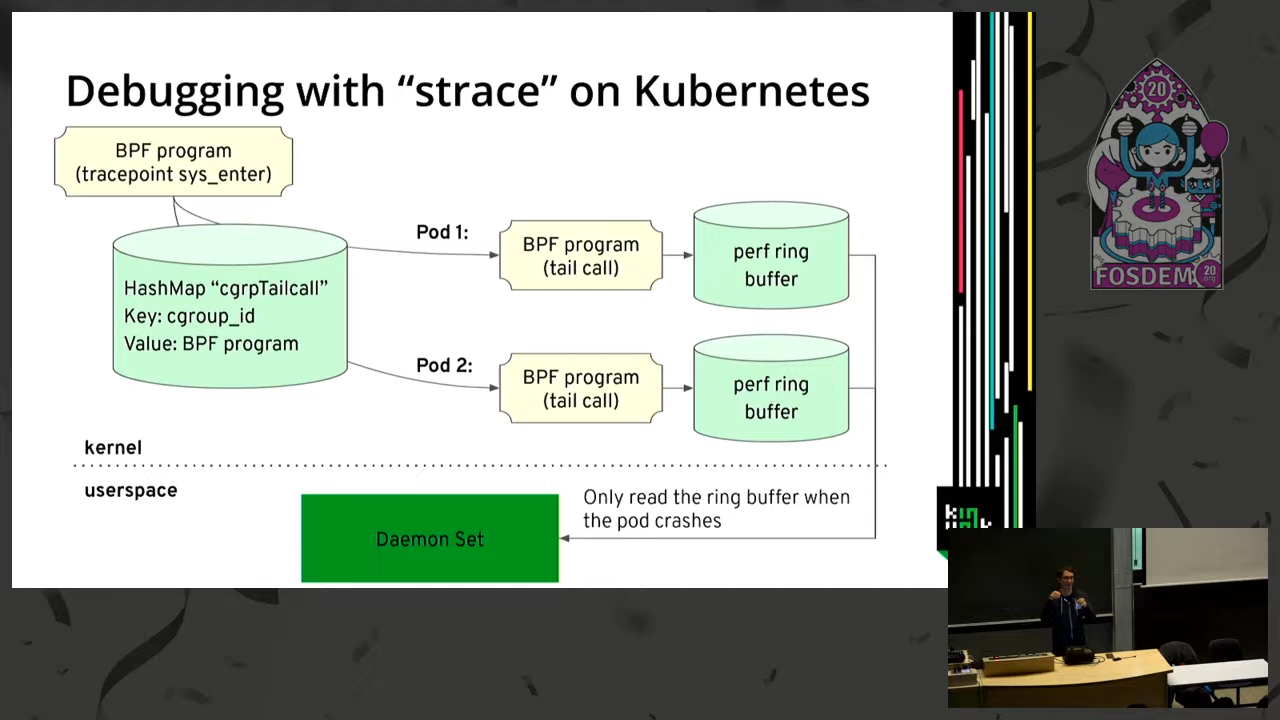 Debugging with “strace” on Kubernetes
BPF program
(tracepoint sys_enter)
HashMap “cgrpTailcall”
Key: cgroup_id
Value: BPF program
Pod 1:
BPF program
(tail call)
perf ring
buffer
Pod 2:
BPF program
(tail call)
perf ring
buffer
kernel
userspace
Only read the ring buffer when
the pod crashes
Daemon Set
20
FOSDEM
20
.org